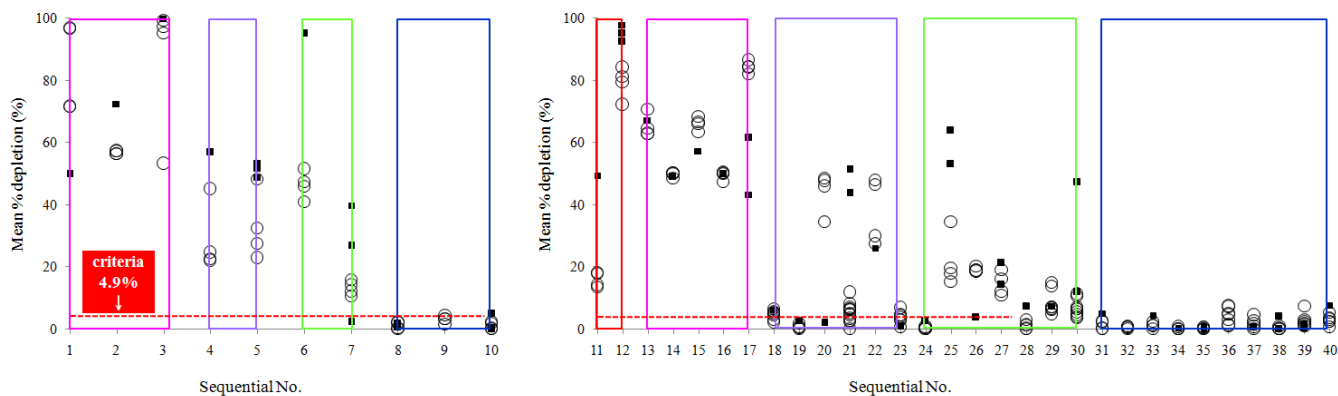 Mean % depletion (%)
100
80
60
40
20
0
criteria
4.9%
↓
1 2 3 4 5 6 7 8 9 10
Sequential No.
Mean % depletion (%)
100
80
60
40
20
0
11 12 13 14 15 16 17 18 19 20 21 22 23 24 25 26 27 28 29 30 31 32 33 34 35 36 37 38 39 40
Sequential No.